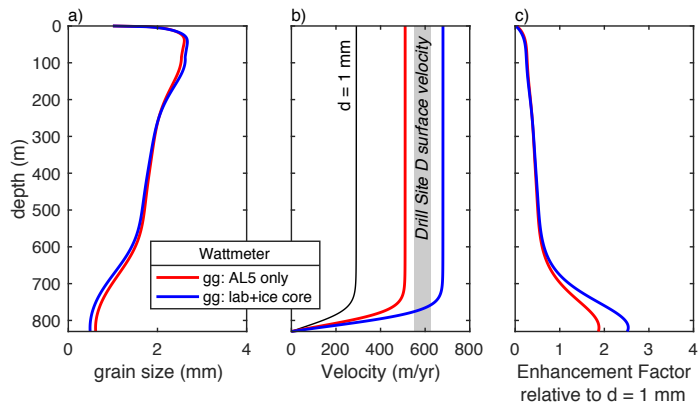 a)
b)
c)
0
100
200
300
400
500
600
700
800
depth (m)
0
2
4
grain size (mm)
d = 1 mm
Drill Site D surface velocity
0
200
400
600
800
Velocity (m/yr)
0
1
2
3
4
Enhancement Factor
relative to d = 1 mm
Wattmeter
gg: AL5 only
gg: lab+ice core